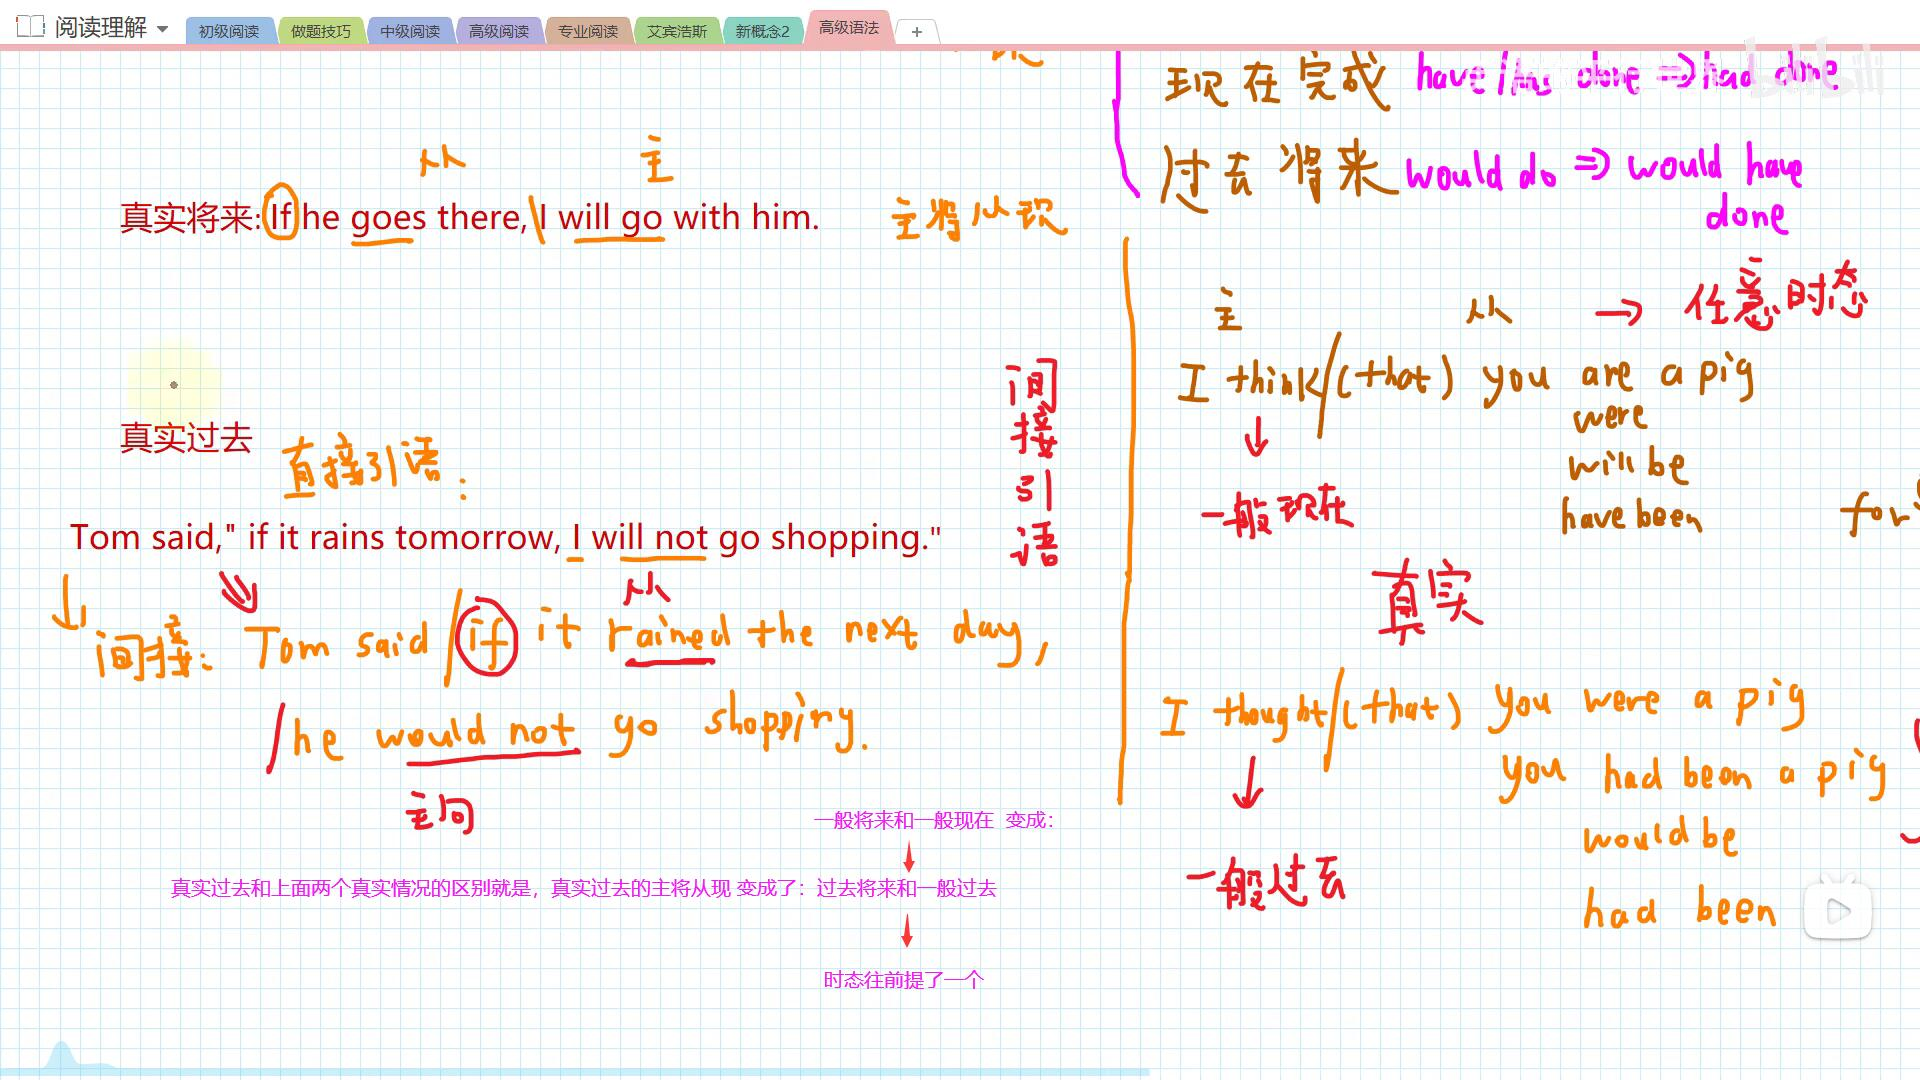 阅读理解
初级阅读 做题技巧 中级阅读 高级阅读 专业阅读 艾宾浩斯 新概念2 高级语法 +
现在完成 have/has done => had done
过去将来 would do => would have done
从 主
真实将来: If he goes there, I will go with him. 主将从现
主 从 → 任意时态
I think/(that) you are a pig
were
will be
have been
for
一般现在
真实
I thought/(that) you were a pig
you had been a pig
would be
had been
一般过去
间接引语
真实过去 直接引语:
Tom said," if it rains tomorrow, I will not go shopping."
从
间接: Tom said if it rained the next day,
he would not go shopping.
主
一般将来和一般现在 变成:
真实过去和上面两个真实情况的区别就是，真实过去的主将从现 变成了：过去将来和一般过去
时态往前提了一个